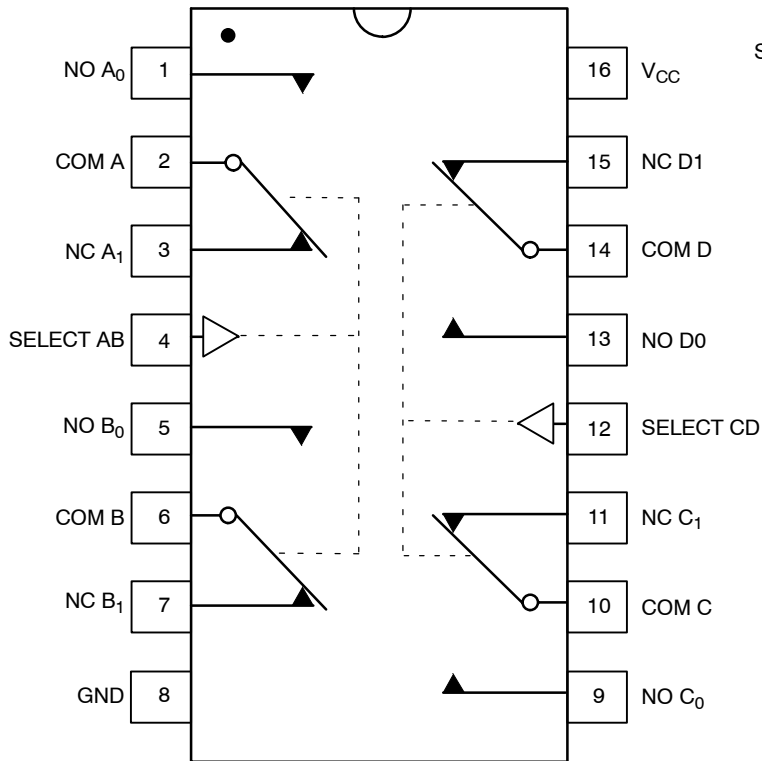 NO A₀ 1
COM A 2
NC A₁ 3
SELECT AB 4
NO B₀ 5
COM B 6
NC B₁ 7
GND 8
16 V_CC
15 NC D1
14 COM D
13 NO D0
12 SELECT CD
11 NC C₁
10 COM C
9 NO C₀